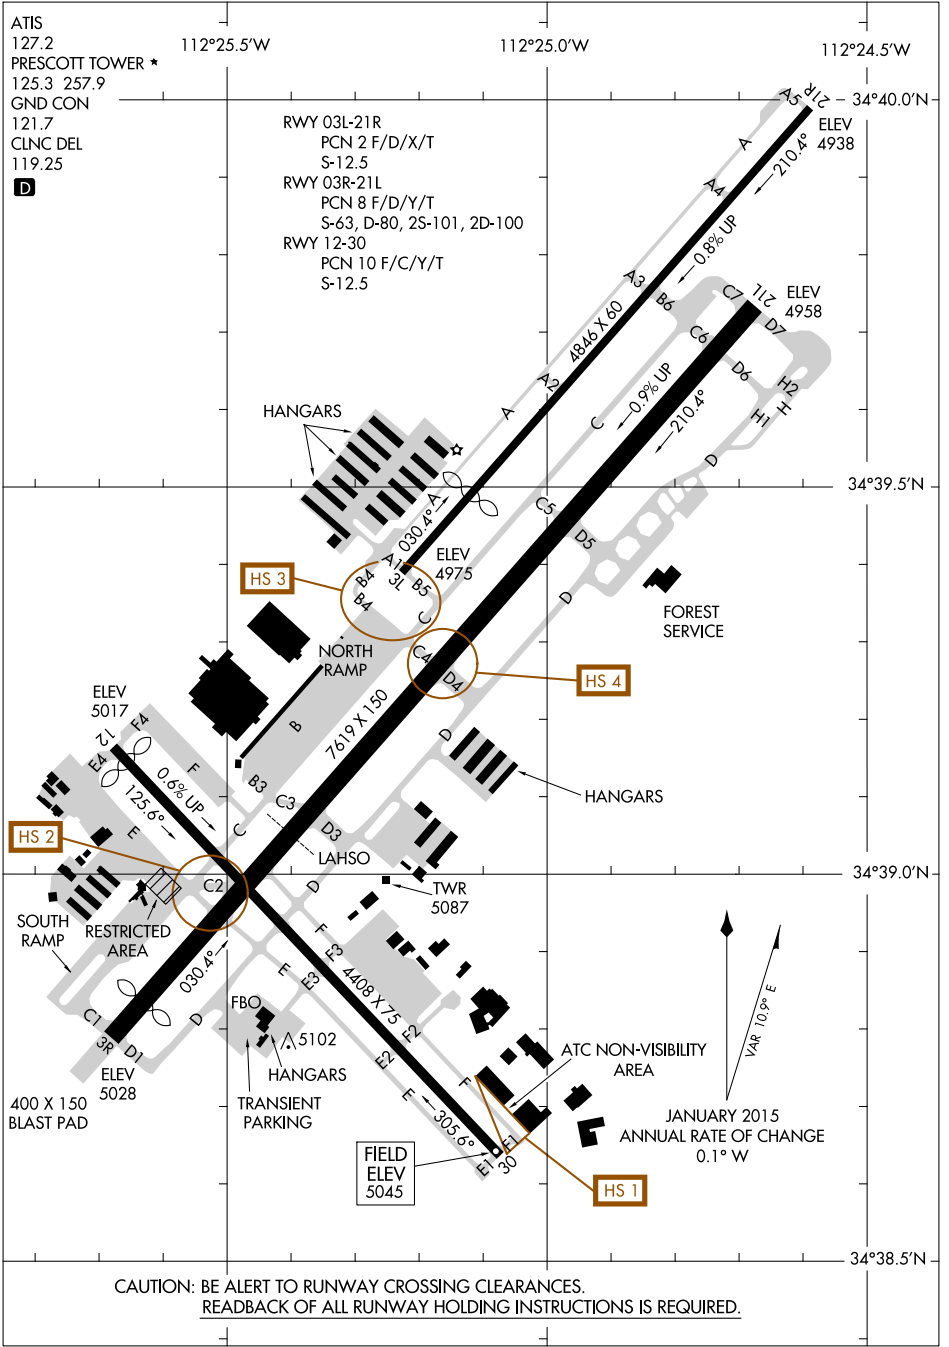 ATIS
127.2
PRESCOTT TOWER ★
125.3 257.9
GND CON
121.7
CLNC DEL
119.25
D
112°25.5'W
112°25.0'W
112°24.5'W
34°40.0'N
RWY 03L-21R
PCN 2 F/D/X/T
S-12.5
RWY 03R-21L
PCN 8 F/D/Y/T
S-63, D-80, 2S-101, 2D-100
RWY 12-30
PCN 10 F/C/Y/T
S-12.5
A5
21R
ELEV
4938
A
210.4°
A4
0.8% UP
A3
B6
C7
21L
ELEV
4958
D7
C6
4846 X 60
0.9% UP
D6
H2
H
H1
A2
210.4°
A
C
D
HANGARS
34°39.5'N
A
030.4°
C5
D5
A1
3L
ELEV
4975
HS 3
B4
B4
B5
C
D
FOREST
SERVICE
NORTH
RAMP
C4
D4
HS 4
ELEV
5017
12
F4
E4
B
7619 X 150
D
F
0.6% UP
125.6°
B3
C3
HANGARS
HS 2
E
C
D3
LAHSO
34°39.0'N
C2
D
TWR
5087
SOUTH
RAMP
RESTRICTED
AREA
F
F3
030.4°
E
E3
4408 X 75
FBO
C1
3R
D1
D
5102
F2
ELEV
5028
HANGARS
E2
F
ATC NON-VISIBILITY
AREA
VAR 10.9° E
400 X 150
BLAST PAD
TRANSIENT
PARKING
E
305.6°
JANUARY 2015
ANNUAL RATE OF CHANGE
0.1° W
F1
30
E1
FIELD
ELEV
5045
HS 1
34°38.5'N
CAUTION: BE ALERT TO RUNWAY CROSSING CLEARANCES.
READBACK OF ALL RUNWAY HOLDING INSTRUCTIONS IS REQUIRED.